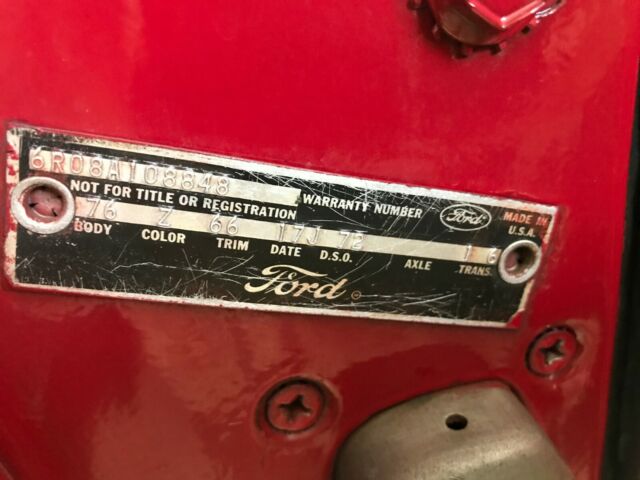 6R08A108848
NOT FOR TITLE OR REGISTRATION WARRANTY NUMBER Ford MADE IN U.S.A.
76 Z 66 17J 72 1 6
BODY COLOR TRIM DATE D.S.O. AXLE TRANS.
Ford